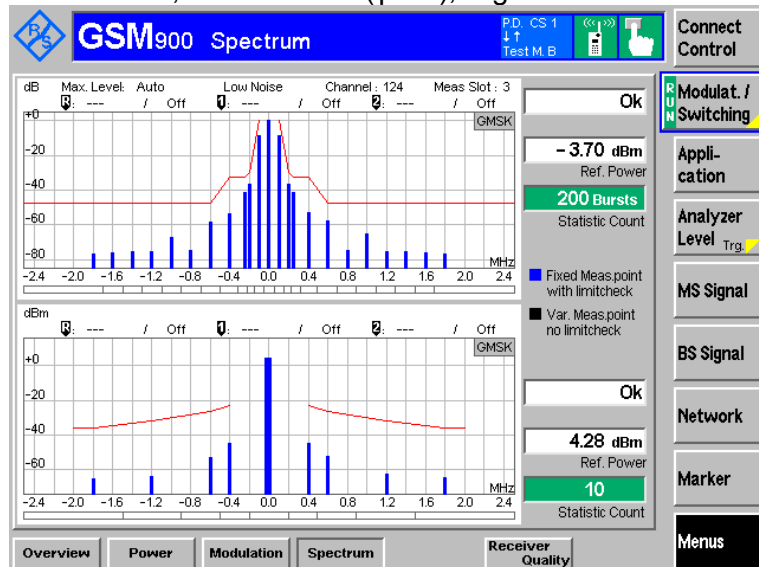 R/S GSM900 Spectrum P.D. CS 1
Test M. B
Connect
Control
RUN Modulat. /
Switching
Appli-
cation
Analyzer
Level Trg.
MS Signal
BS Signal
Network
Marker
Menus
dB Max. Level: Auto Low Noise Channel : 124 Meas Slot : 3
R: --- / Off 1: --- / Off 2: --- / Off
GMSK
+0
-20
-40
-60
-80
MHz
-2.4 -2.0 -1.6 -1.2 -0.8 -0.4 0.0 0.4 0.8 1.2 1.6 2.0 2.4
Ok
- 3.70 dBm
Ref. Power
200 Bursts
Statistic Count
Fixed Meas.point
with limitcheck
Var. Meas.point
no limitcheck
dBm
R: --- / Off 1: --- / Off 2: --- / Off
GMSK
+0
-20
-40
-60
MHz
-2.4 -2.0 -1.6 -1.2 -0.8 -0.4 0.0 0.4 0.8 1.2 1.6 2.0 2.4
Ok
4.28 dBm
Ref. Power
10
Statistic Count
Overview Power Modulation Spectrum Receiver
Quality